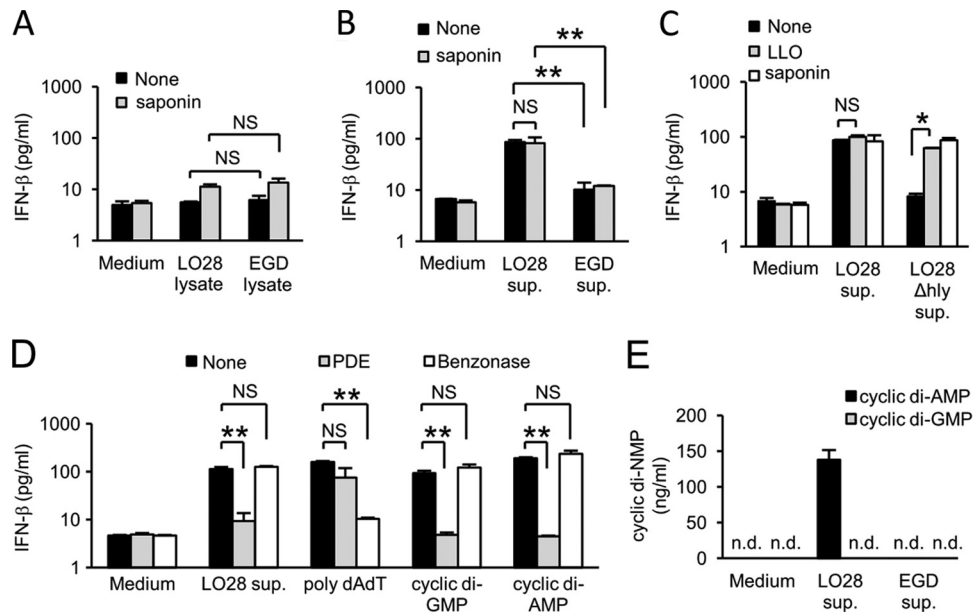 A
None
saponin
IFN-β (pg/ml)
1000
100
10
1
NS
NS
Medium
LO28 lysate
EGD lysate
B
None
saponin
**
**
NS
IFN-β (pg/ml)
1000
100
10
1
Medium
LO28 sup.
EGD sup.
C
None
LLO
saponin
NS
*
IFN-β (pg/ml)
1000
100
10
1
Medium
LO28 sup.
LO28 Δhly sup.
D
None
PDE
Benzonase
NS
**
NS
NS
**
NS
**
**
IFN-β (pg/ml)
1000
100
10
1
Medium
LO28 sup.
poly dAdT
cyclic di-GMP
cyclic di-AMP
E
cyclic di-AMP
cyclic di-GMP
cyclic di-NMP (ng/ml)
200
150
100
50
0
n.d. n.d. n.d. n.d. n.d.
Medium
LO28 sup.
EGD sup.